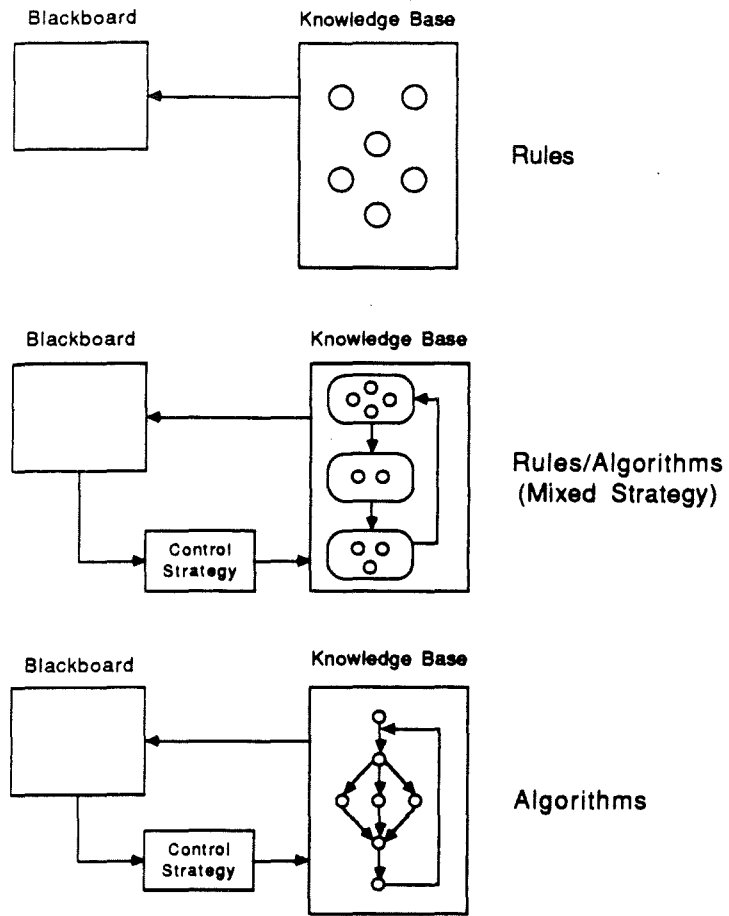 Blackboard
Knowledge Base
Rules
Blackboard
Knowledge Base
Rules/Algorithms
(Mixed Strategy)
Control
Strategy
Blackboard
Knowledge Base
Algorithms
Control
Strategy